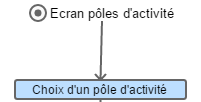 Ecran pôles d'activité
Choix d'un pôle d'activité